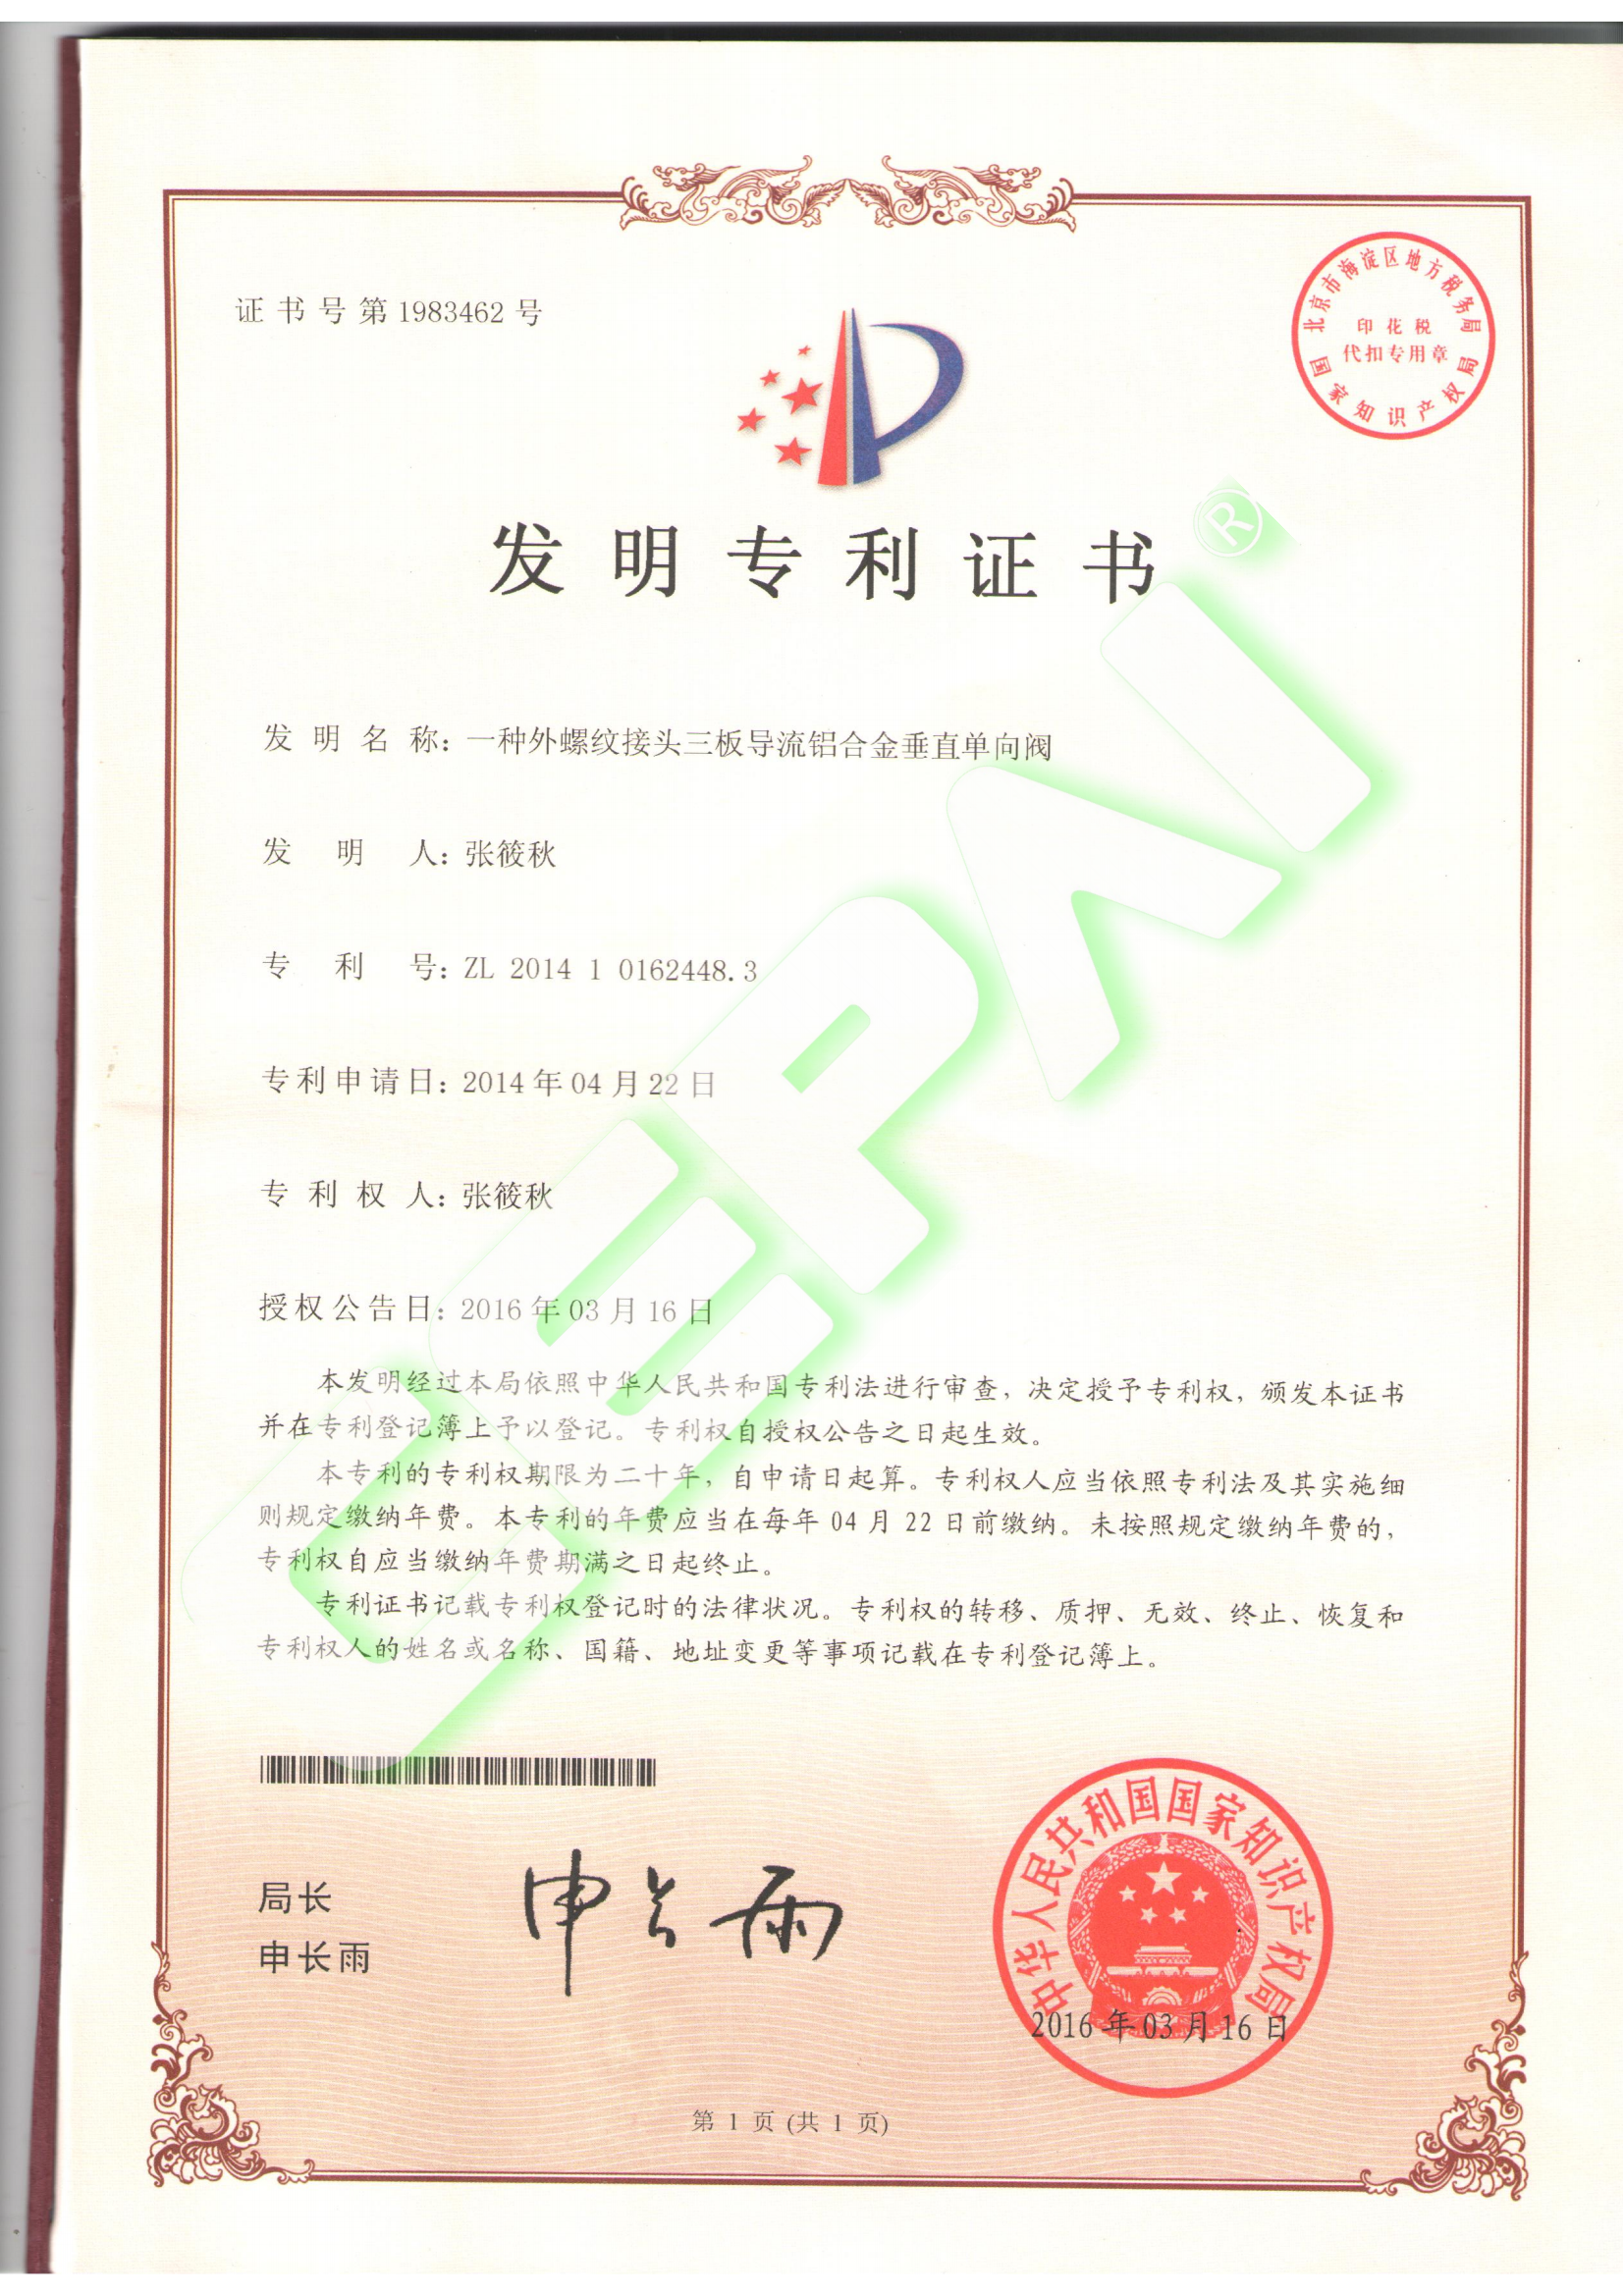 证书号第1983462号
北京市海淀区地方税务局
印花税
代扣专用章
国家知识产权局
®
发明专利证书
CEPAI
发明名称：一种外螺纹接头三板导流铝合金垂直单向阀
发明人：张筱秋
专利号：ZL 2014 1 0162448.3
专利申请日：2014年04月22日
专利权人：张筱秋
授权公告日：2016年03月16日
本发明经过本局依照中华人民共和国专利法进行审查，决定授予专利权，颁发本证书
并在专利登记簿上予以登记。专利权自授权公告之日起生效。
本专利的专利权期限为二十年，自申请日起算。专利权人应当依照专利法及其实施细
则规定缴纳年费。本专利的年费应当在每年04月22日前缴纳。未按照规定缴纳年费的，
专利权自应当缴纳年费期满之日起终止。
专利证书记载专利权登记时的法律状况。专利权的转移、质押、无效、终止、恢复和
专利权人的姓名或名称、国籍、地址变更等事项记载在专利登记簿上。
局长
申长雨
申长雨
中华人民共和国国家知识产权局
2016年03月16日
第 1 页 (共 1 页)